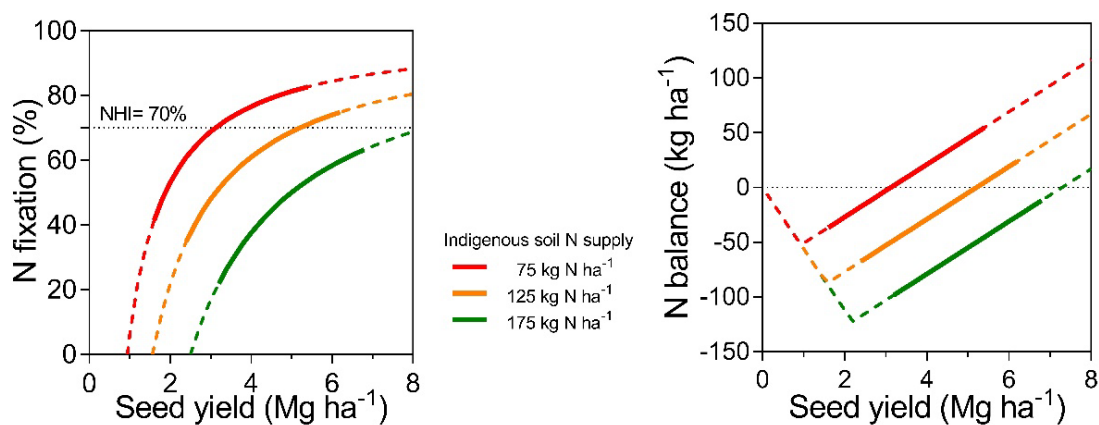 N fixation (%)
100
80
60
40
20
0
NHI= 70%
0
2
4
6
8
Seed yield (Mg ha⁻¹)
Indigenous soil N supply
75 kg N ha⁻¹
125 kg N ha⁻¹
175 kg N ha⁻¹
N balance (kg ha⁻¹)
150
100
50
0
-50
-100
-150
0
2
4
6
8
Seed yield (Mg ha⁻¹)